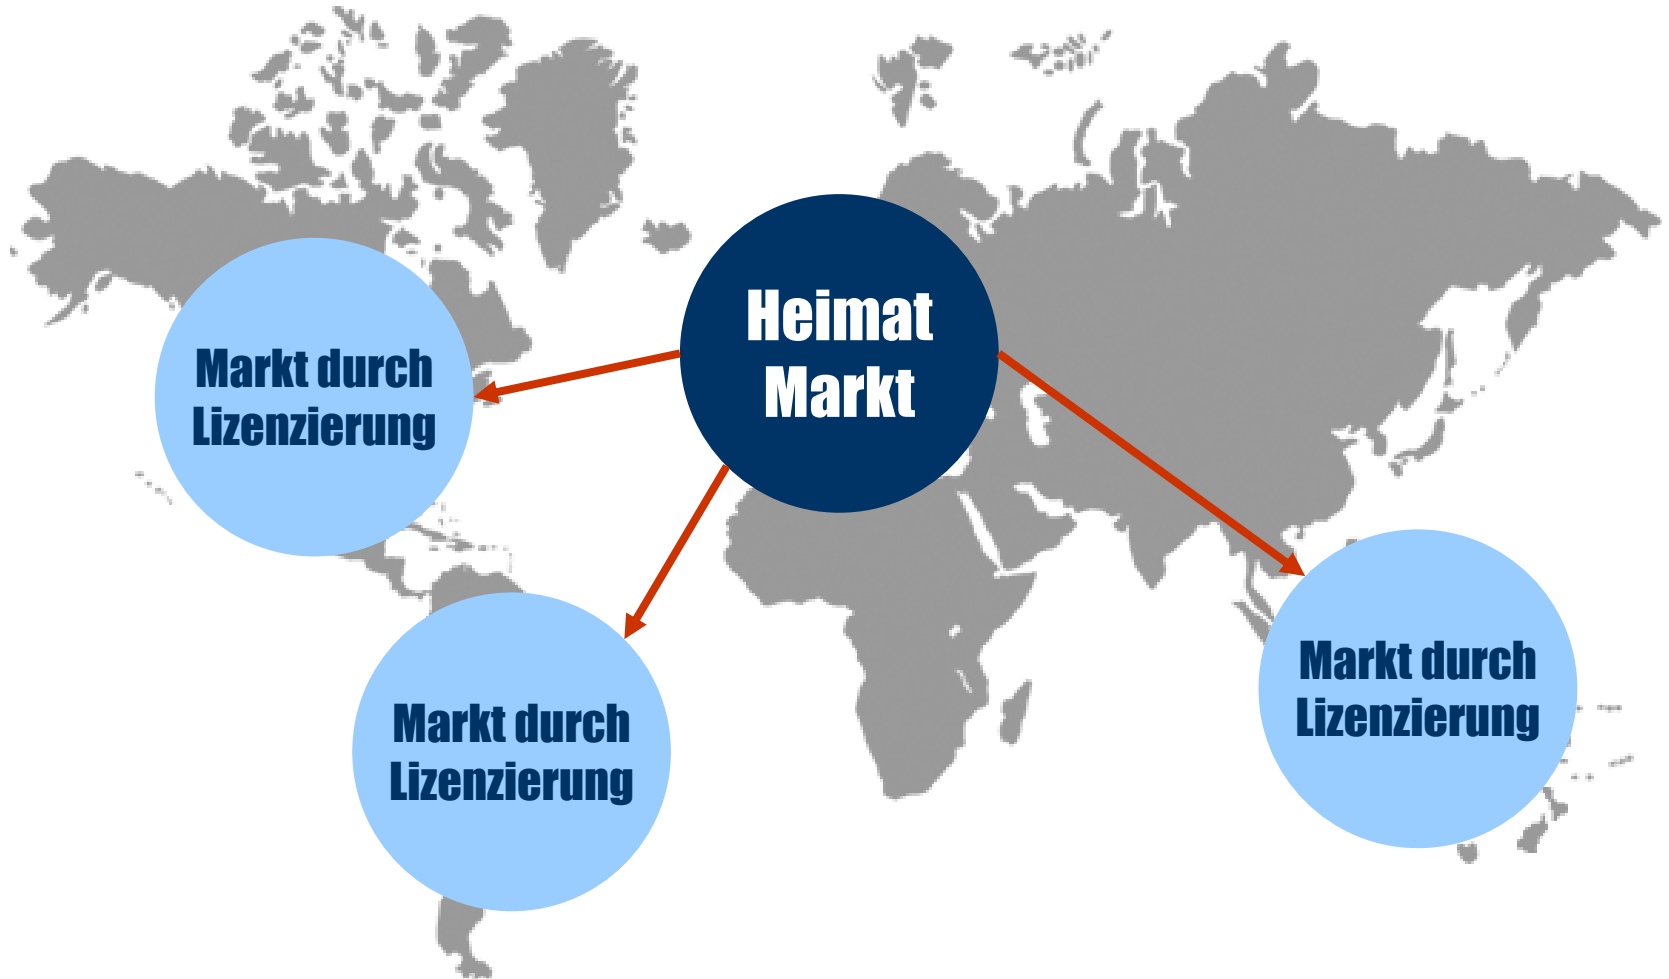 Heimat
Markt
Markt durch
Lizenzierung
Markt durch
Lizenzierung
Markt durch
Lizenzierung